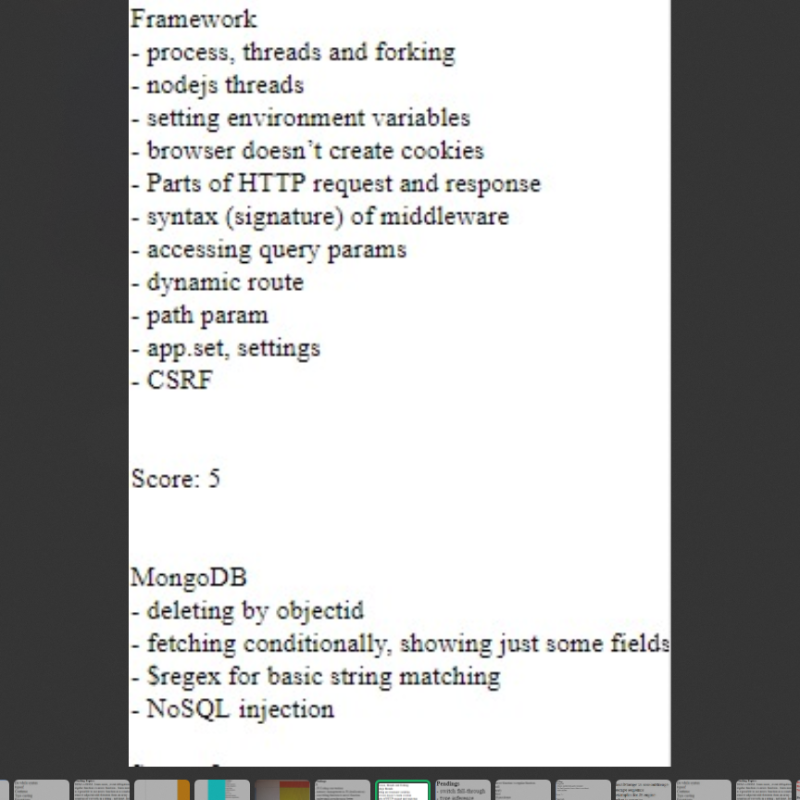 Framework
- process, threads and forking
- nodejs threads
- setting environment variables
- browser doesn’t create cookies
- Parts of HTTP request and response
- syntax (signature) of middleware
- accessing query params
- dynamic route
- path param
- app.set, settings
- CSRF
Score: 5
MongoDB
- deleting by objectid
- fetching conditionally, showing just some fields
- $regex for basic string matching
- NoSQL injection
Pending: